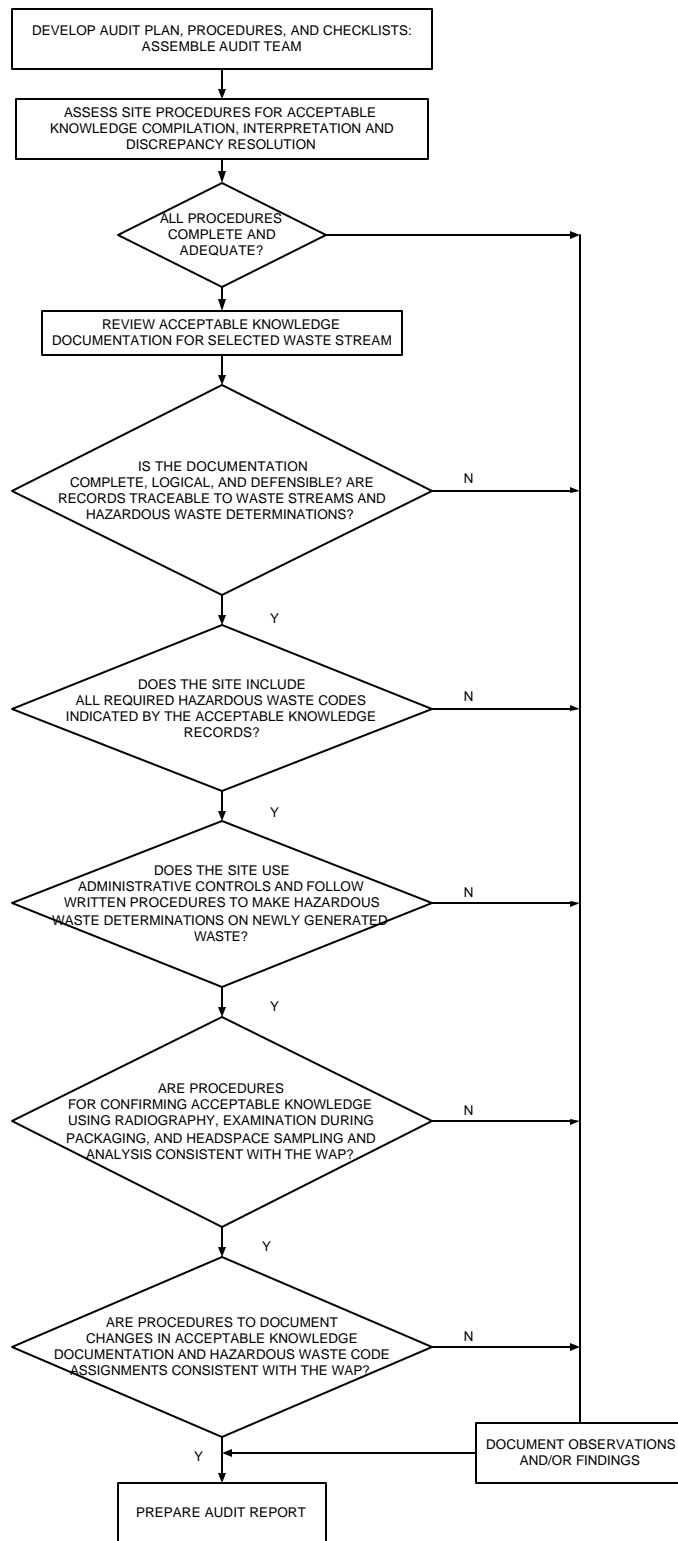 DEVELOP AUDIT PLAN, PROCEDURES, AND CHECKLISTS:
ASSEMBLE AUDIT TEAM
ASSESS SITE PROCEDURES FOR ACCEPTABLE
KNOWLEDGE COMPILATION, INTERPRETATION AND
DISCREPANCY RESOLUTION
ALL PROCEDURES
COMPLETE AND
ADEQUATE?
REVIEW ACCEPTABLE KNOWLEDGE
DOCUMENTATION FOR SELECTED WASTE STREAM
IS THE DOCUMENTATION
COMPLETE, LOGICAL, AND DEFENSIBLE? ARE
RECORDS TRACEABLE TO WASTE STREAMS AND
HAZARDOUS WASTE DETERMINATIONS?
N
Y
DOES THE SITE INCLUDE
ALL REQUIRED HAZARDOUS WASTE CODES
INDICATED BY THE ACCEPTABLE KNOWLEDGE
RECORDS?
N
Y
DOES THE SITE USE
ADMINISTRATIVE CONTROLS AND FOLLOW
WRITTEN PROCEDURES TO MAKE HAZARDOUS
WASTE DETERMINATIONS ON NEWLY GENERATED
WASTE?
N
Y
ARE PROCEDURES
FOR CONFIRMING ACCEPTABLE KNOWLEDGE
USING RADIOGRAPHY, EXAMINATION DURING
PACKAGING, AND HEADSPACE SAMPLING AND
ANALYSIS CONSISTENT WITH THE WAP?
N
Y
ARE PROCEDURES TO DOCUMENT
CHANGES IN ACCEPTABLE KNOWLEDGE
DOCUMENTATION AND HAZARDOUS WASTE CODE
ASSIGNMENTS CONSISTENT WITH THE WAP?
N
Y
DOCUMENT OBSERVATIONS
AND/OR FINDINGS
PREPARE AUDIT REPORT